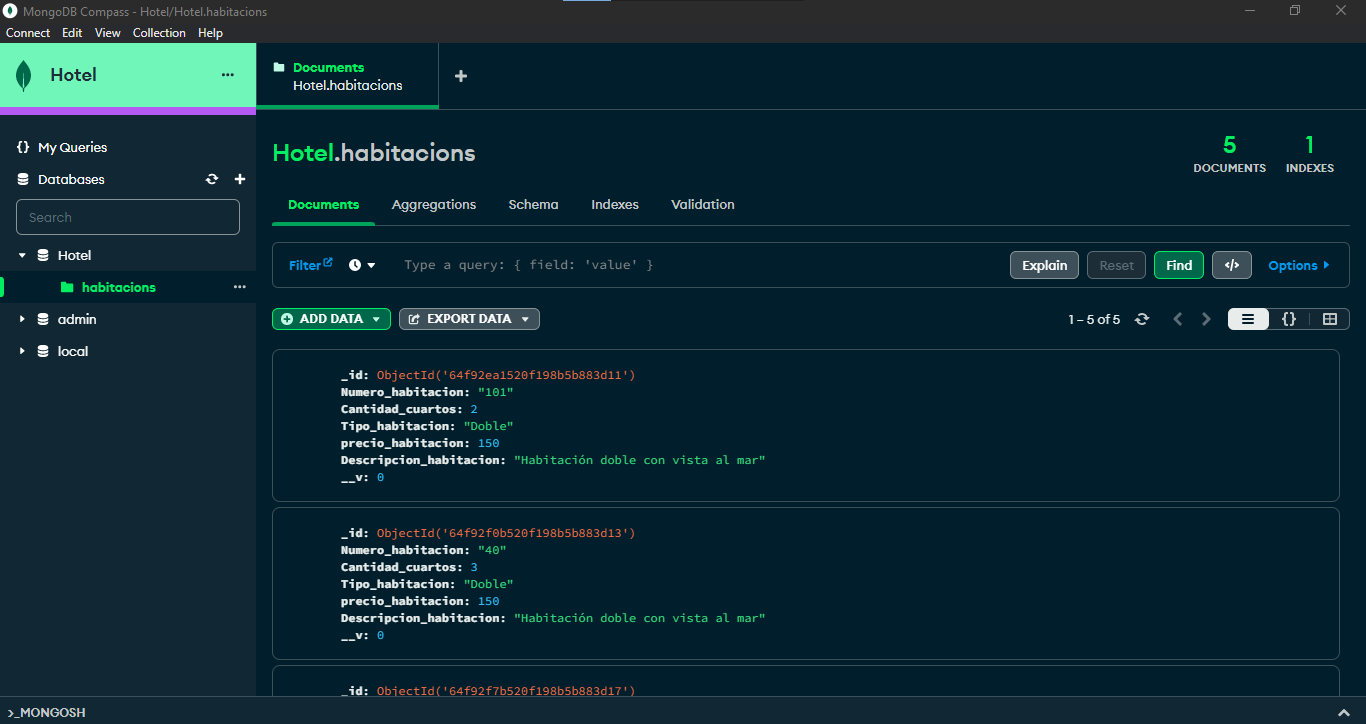 MongoDB Compass - Hotel/Hotel.habitacions
Connect Edit View Collection Help
Hotel
My Queries
Databases
Search
Hotel
habitacions
admin
local
Documents
Hotel.habitacions
Hotel.habitacions
5
DOCUMENTS
1
INDEXES
Documents Aggregations Schema Indexes Validation
Filter Type a query: { field: 'value' } Explain Reset Find </> Options
ADD DATA EXPORT DATA 1 – 5 of 5 {}
_id: ObjectId('64f92ea1520f198b5b883d11')
Numero_habitacion: "101"
Cantidad_cuartos: 2
Tipo_habitacion: "Doble"
precio_habitacion: 150
Descripcion_habitacion: "Habitación doble con vista al mar"
__v: 0
_id: ObjectId('64f92f0b520f198b5b883d13')
Numero_habitacion: "40"
Cantidad_cuartos: 3
Tipo_habitacion: "Doble"
precio_habitacion: 150
Descripcion_habitacion: "Habitación doble con vista al mar"
__v: 0
_id: ObjectId('64f92f7b520f198b5b883d17')
>_MONGOSH